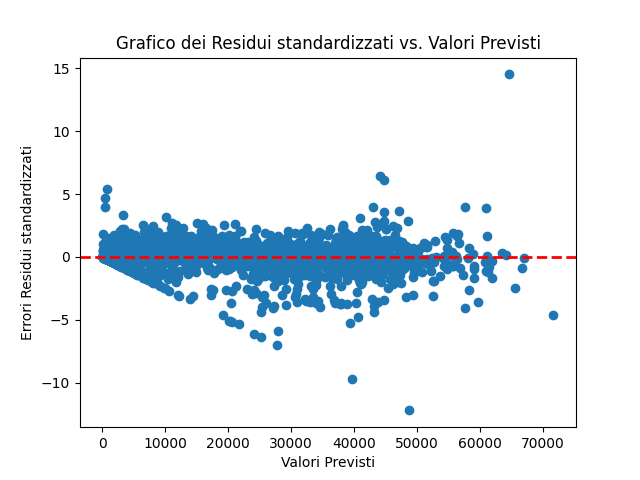 Grafico dei Residui standardizzati vs. Valori Previsti
15
10
5
0
−5
−10
Errori Residui standardizzati
0 10000 20000 30000 40000 50000 60000 70000
Valori Previsti